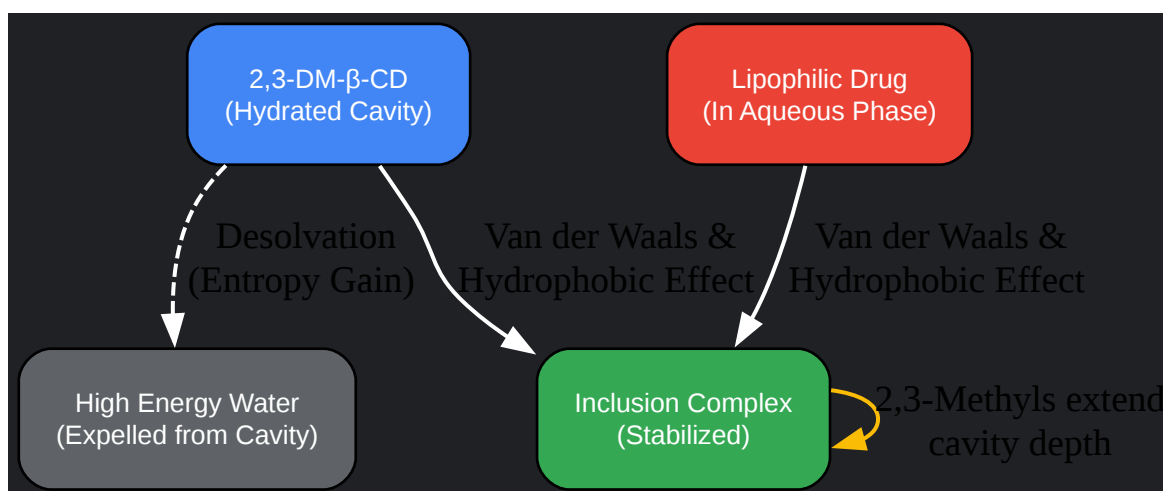 2,3-DM-β-CD
(Hydrated Cavity)
Lipophilic Drug
(In Aqueous Phase)
Desolvation
(Entropy Gain)
Van der Waals &
Hydrophobic Effect
Van der Waals &
Hydrophobic Effect
High Energy Water
(Expelled from Cavity)
Inclusion Complex
(Stabilized)
2,3-Methyls extend
cavity depth